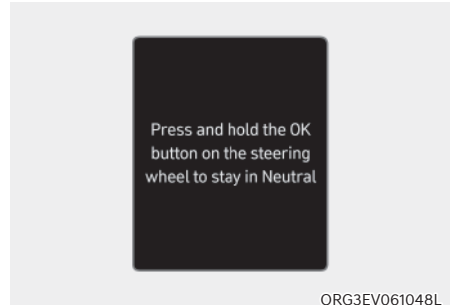 Press and hold the OK
button on the steering
wheel to stay in Neutral
ORG3EV061048L